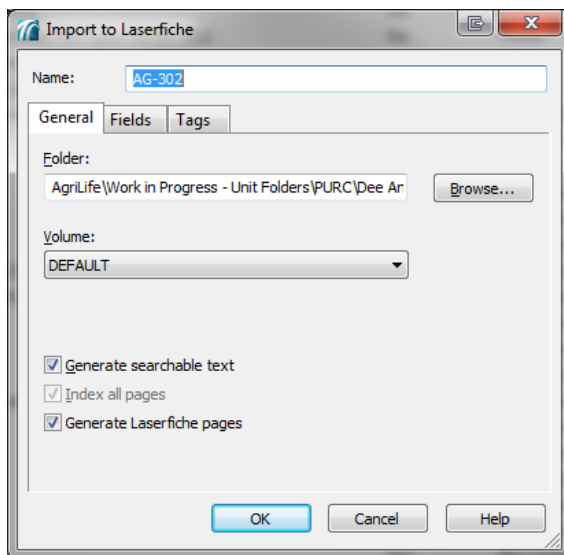 Import to Laserfiche
Name: AG-302
General Fields Tags
Folder:
AgriLife\Work in Progress - Unit Folders\PURC\Dee Ar Browse...
Volume:
DEFAULT
Generate searchable text
Index all pages
Generate Laserfiche pages
OK Cancel Help